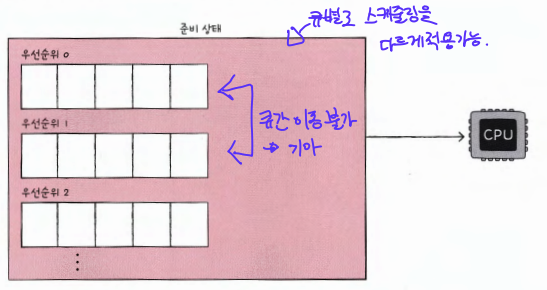 준비 상태
큐별로 스케줄링을
다르게 적용가능.
우선순위 0
큐간 이동 불가
→ 기아
우선순위 1
우선순위 2
CPU